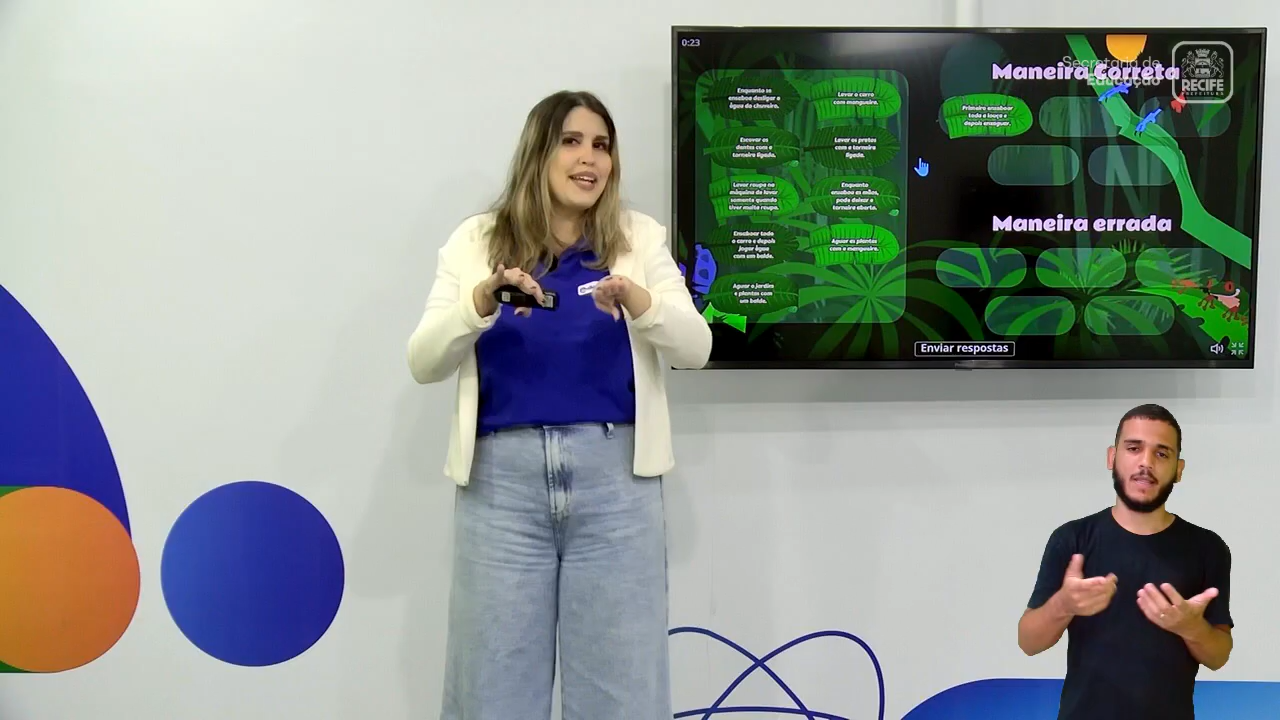 0:23
Secretaria de
Educação
RECIFE
PREFEITURA
Maneira Correta
Enquanto se
ensaboa desligar a
água do chuveiro.
Lavar o carro
com mangueira.
Primeiro ensaboar
toda a louça e
depois enxaguar.
Escovar os
dentes com a
torneira ligada.
Lavar os pratos
com a torneira
ligada.
Lavar roupa na
máquina de lavar
somente quando
tiver muita roupa.
Enquanto
ensaboa as mãos,
pode deixar a
torneira aberta.
Maneira errada
Ensaboar todo
o carro e depois
jogar água
com um balde.
Aguar as plantas
com a mangueira.
Aguar o jardim
e plantas com
um balde.
Enviar respostas